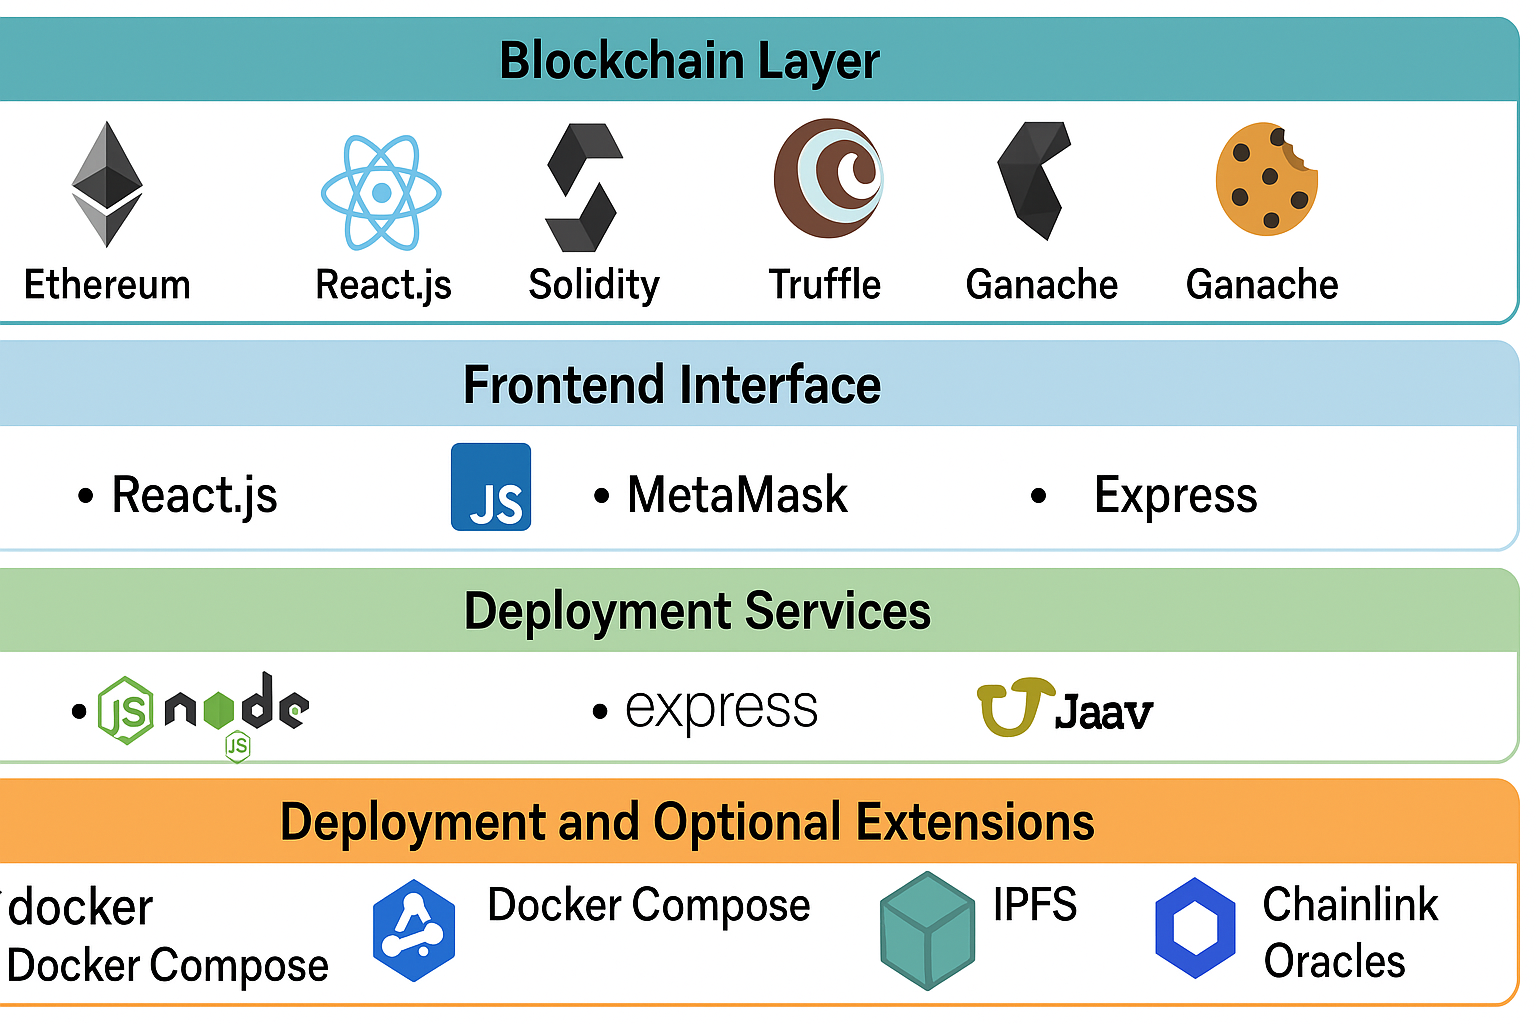 Blockchain Layer
Ethereum React.js Solidity Truffle Ganache Ganache
Frontend Interface
• React.js JS • MetaMask • Express
Deployment Services
• JS node • express Jaav
JS
Deployment and Optional Extensions
docker Docker Compose IPFS Chainlink
Docker Compose Oracles